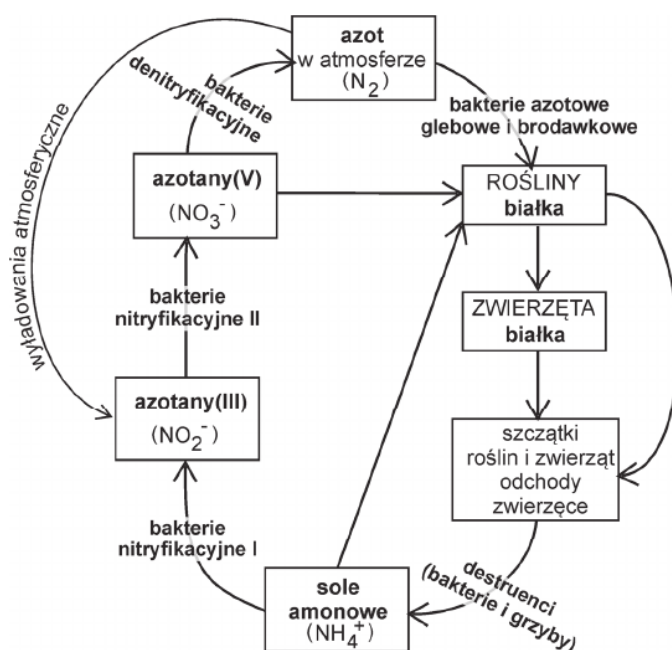 azot
w atmosferze
(N₂)
bakterie
denitryfikacyjne
bakterie azotowe
glebowe i brodawkowe
wyładowania atmosferyczne
azotany(V)
(NO₃⁻)
ROŚLINY
białka
bakterie
nitryfikacyjne II
ZWIERZĘTA
białka
azotany(III)
(NO₂⁻)
szczątki
roślin i zwierząt
odchody
zwierzęce
bakterie
nitryfikacyjne I
destruenci
(bakterie i grzyby)
sole
amonowe
(NH₄⁺)